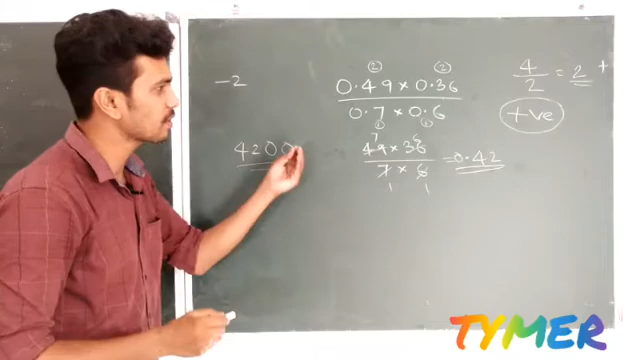 -2
② ②
0.49 × 0.36
0.7 × 0.6
① ①
4/2 = 2 +
+ve
4200
7 6
49 × 36
7 × 6
1 1
= 0.42
TYMER